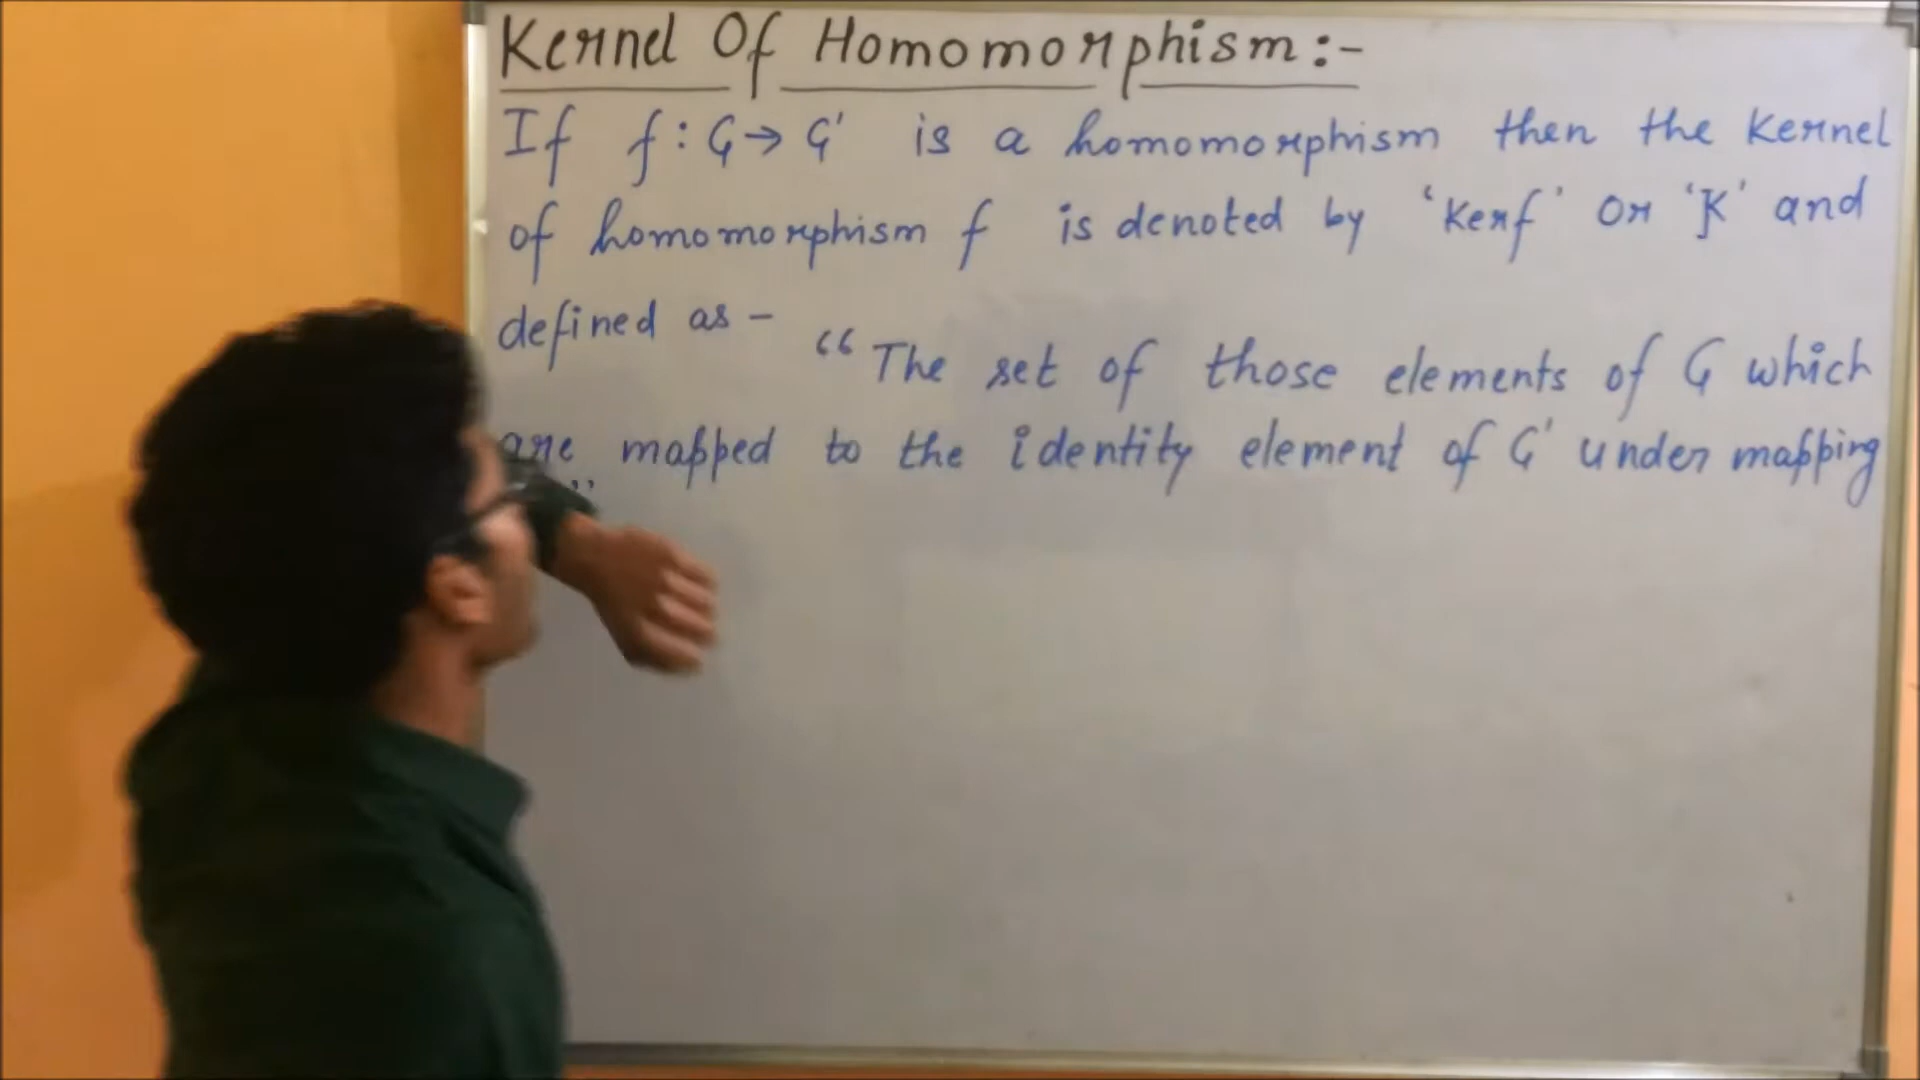 Kernel Of Homomorphism:-
If f: G→ G' is a homomorphism then the Kernel
of homomorphism f is denoted by 'Kerf' Or 'K' and
defined as -
“The set of those elements of G which
are mapped to the identity element of G' under mapping
”